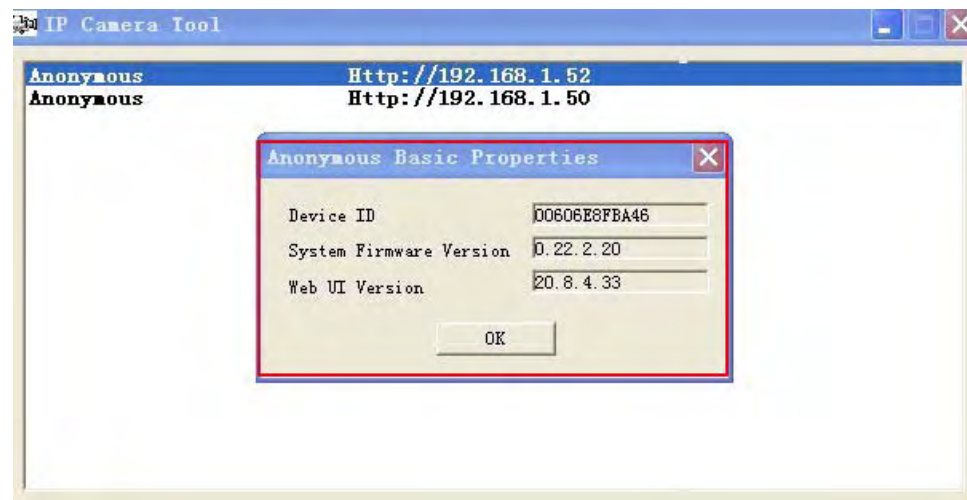 IP Camera Tool
Anonymous Http://192.168.1.52
Anonymous Http://192.168.1.50
Anonymous Basic Properties
Device ID 00606E8FBA46
System Firmware Version 0.22.2.20
Web UI Version 20.8.4.33
OK